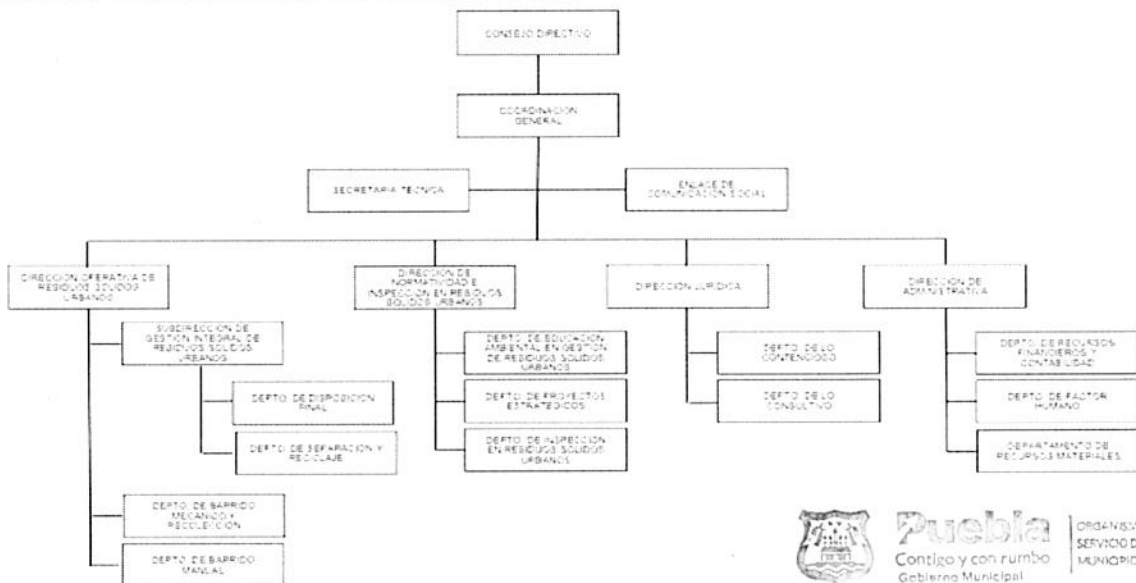 CONSEJO DIRECTIVO
COORDINACIÓN
GENERAL
SECRETARIA TÉCNICA
ENLACE DE
COMUNICACIÓN SOCIAL
DIRECCIÓN OPERATIVA DE
RESIDUOS SÓLIDOS
URBANOS
DIRECCIÓN DE
NORMATIVIDAD E
INSPECCIÓN EN RESIDUOS
SÓLIDOS URBANOS
DIRECCIÓN JURÍDICA
DIRECCIÓN DE
ADMINISTRATIVA
SUBDIRECCIÓN DE
GESTIÓN INTEGRAL DE
RESIDUOS SÓLIDOS
URBANOS
DEPTO. DE DISPOSICIÓN
FINAL
DEPTO. DE SEPARACIÓN Y
RECICLAJE
DEPTO. DE BARRIDO
MECÁNICO Y
RECOLECCIÓN
DEPTO. DE BARRIDO
MANUAL
DEPTO. DE EDUCACIÓN
AMBIENTAL EN GESTIÓN
DE RESIDUOS SÓLIDOS
URBANOS
DEPTO. DE PROYECTOS
ESTRATÉGICOS
DEPTO. DE INSPECCIÓN
EN RESIDUOS SÓLIDOS
URBANOS
DEPTO. DE LO
CONTENCIOSO
DEPTO. DE LO
CONSULTIVO
DEPTO. DE RECURSOS
FINANCIEROS Y
CONTABILIDAD
DEPTO. DE FACTOR
HUMANO
DEPARTAMENTO DE
RECURSOS MATERIALES
Puebla
Contigo y con rumbo
Gobierno Municipal
SERVICIO